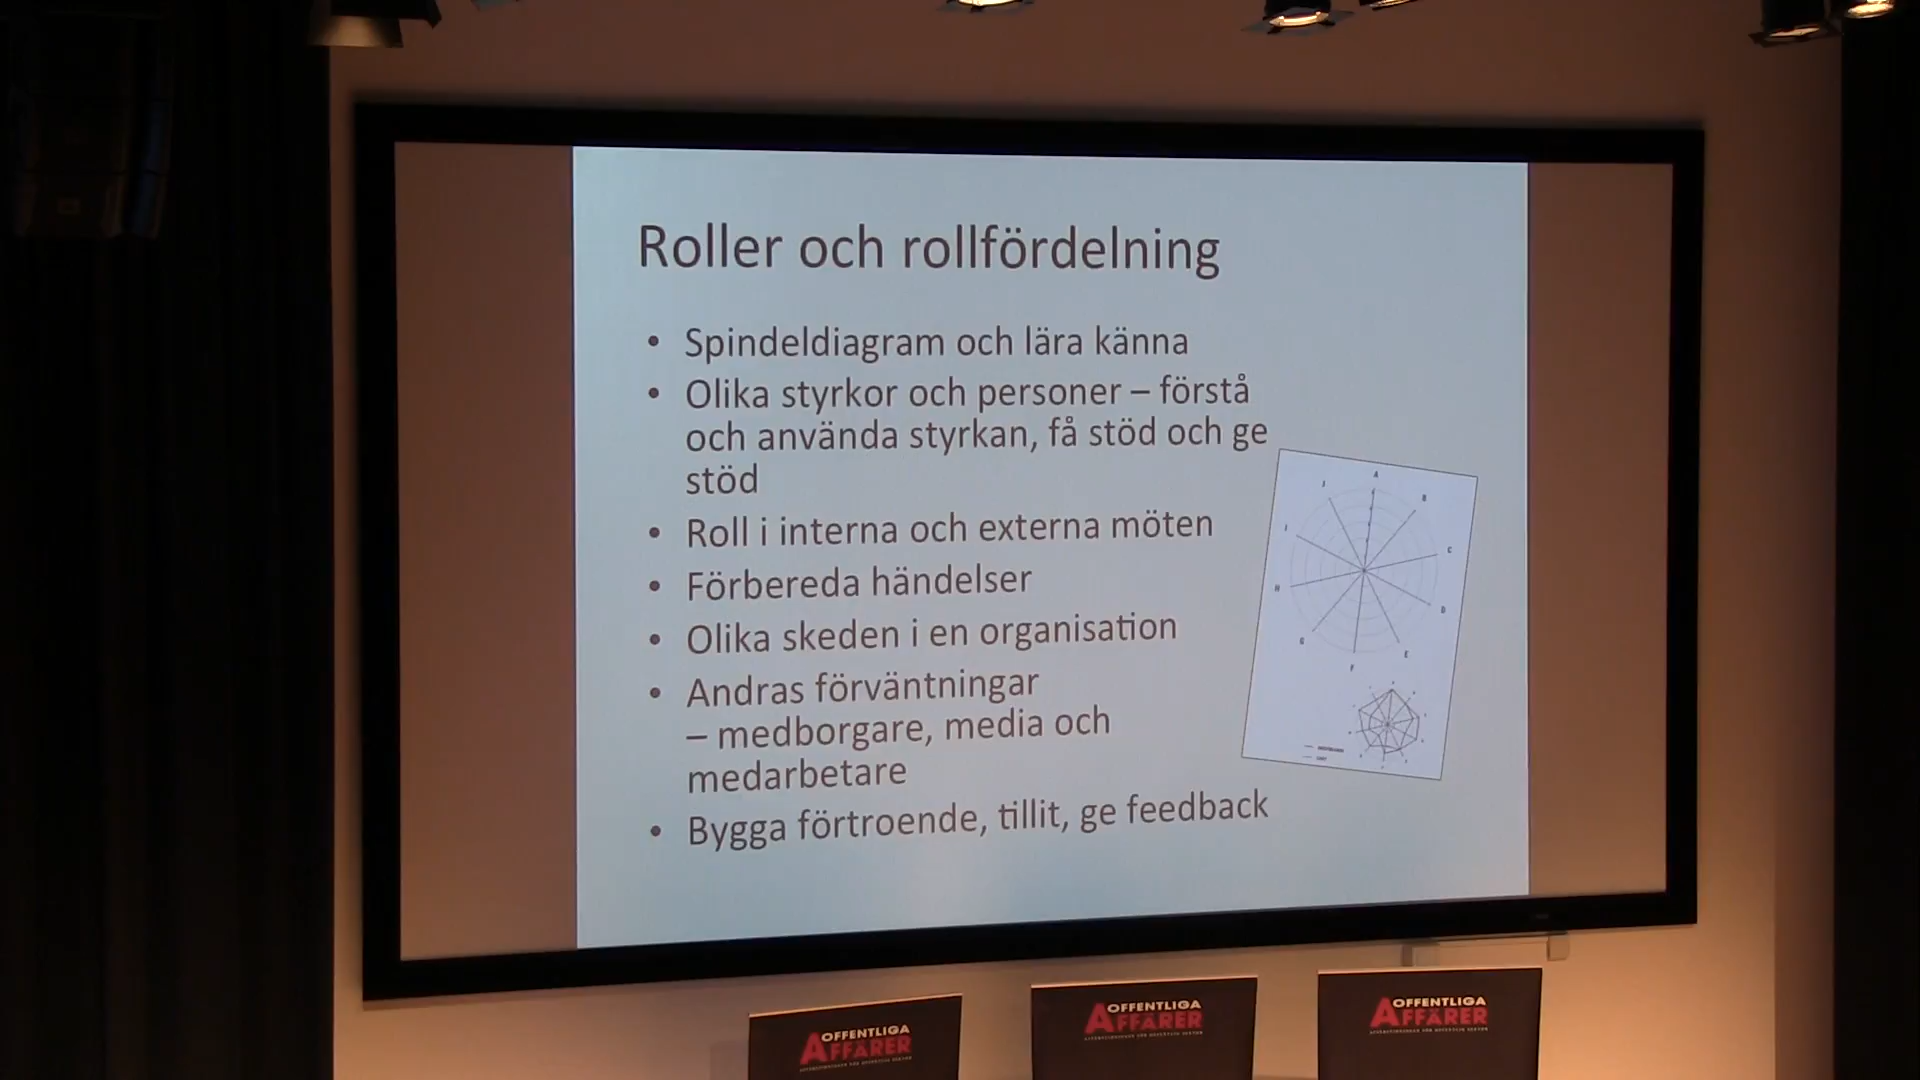 Roller och rollfördelning
• Spindeldiagram och lära känna
• Olika styrkor och personer – förstå
och använda styrkan, få stöd och ge
stöd
• Roll i interna och externa möten
• Förbereda händelser
• Olika skeden i en organisation
• Andras förväntningar
– medborgare, media och
medarbetare
• Bygga förtroende, tillit, ge feedback
A
B
C
D
E
F
G
H
I
J
OFFENTLIGA
AFFÄRER
OFFENTLIGA
AFFÄRER
OFFENTLIGA
AFFÄRER